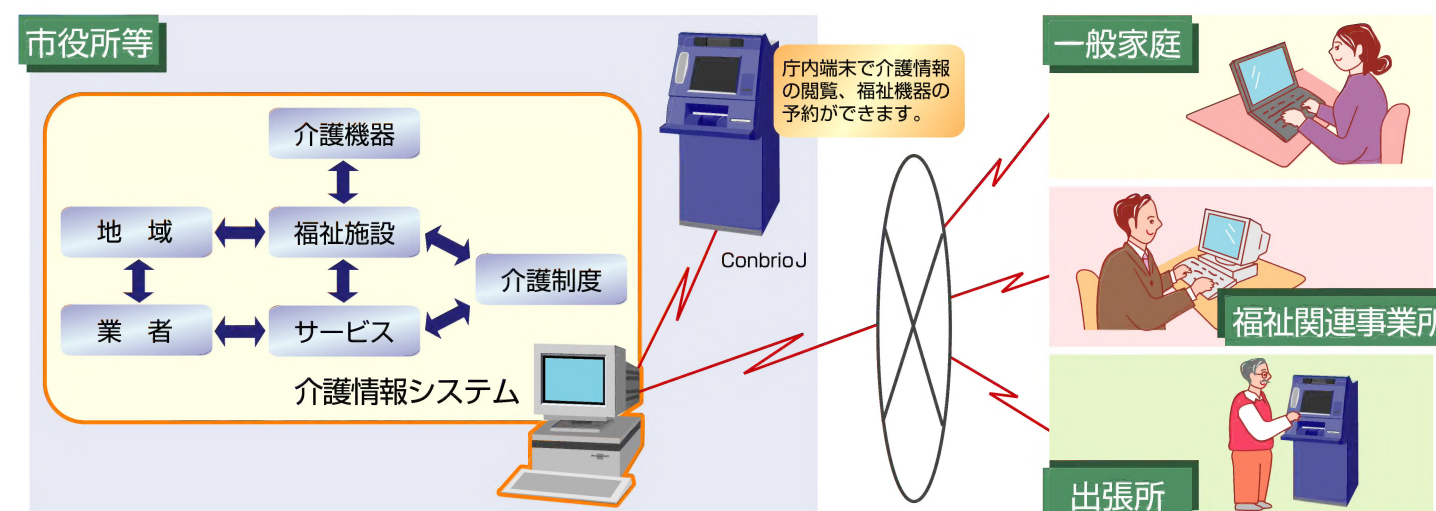 市役所等
介護機器
地　域
福祉施設
介護制度
業　者
サービス
介護情報システム
庁内端末で介護情報
の閲覧、福祉機器の
予約ができます。
ConbrioJ
一般家庭
福祉関連事業所
出張所